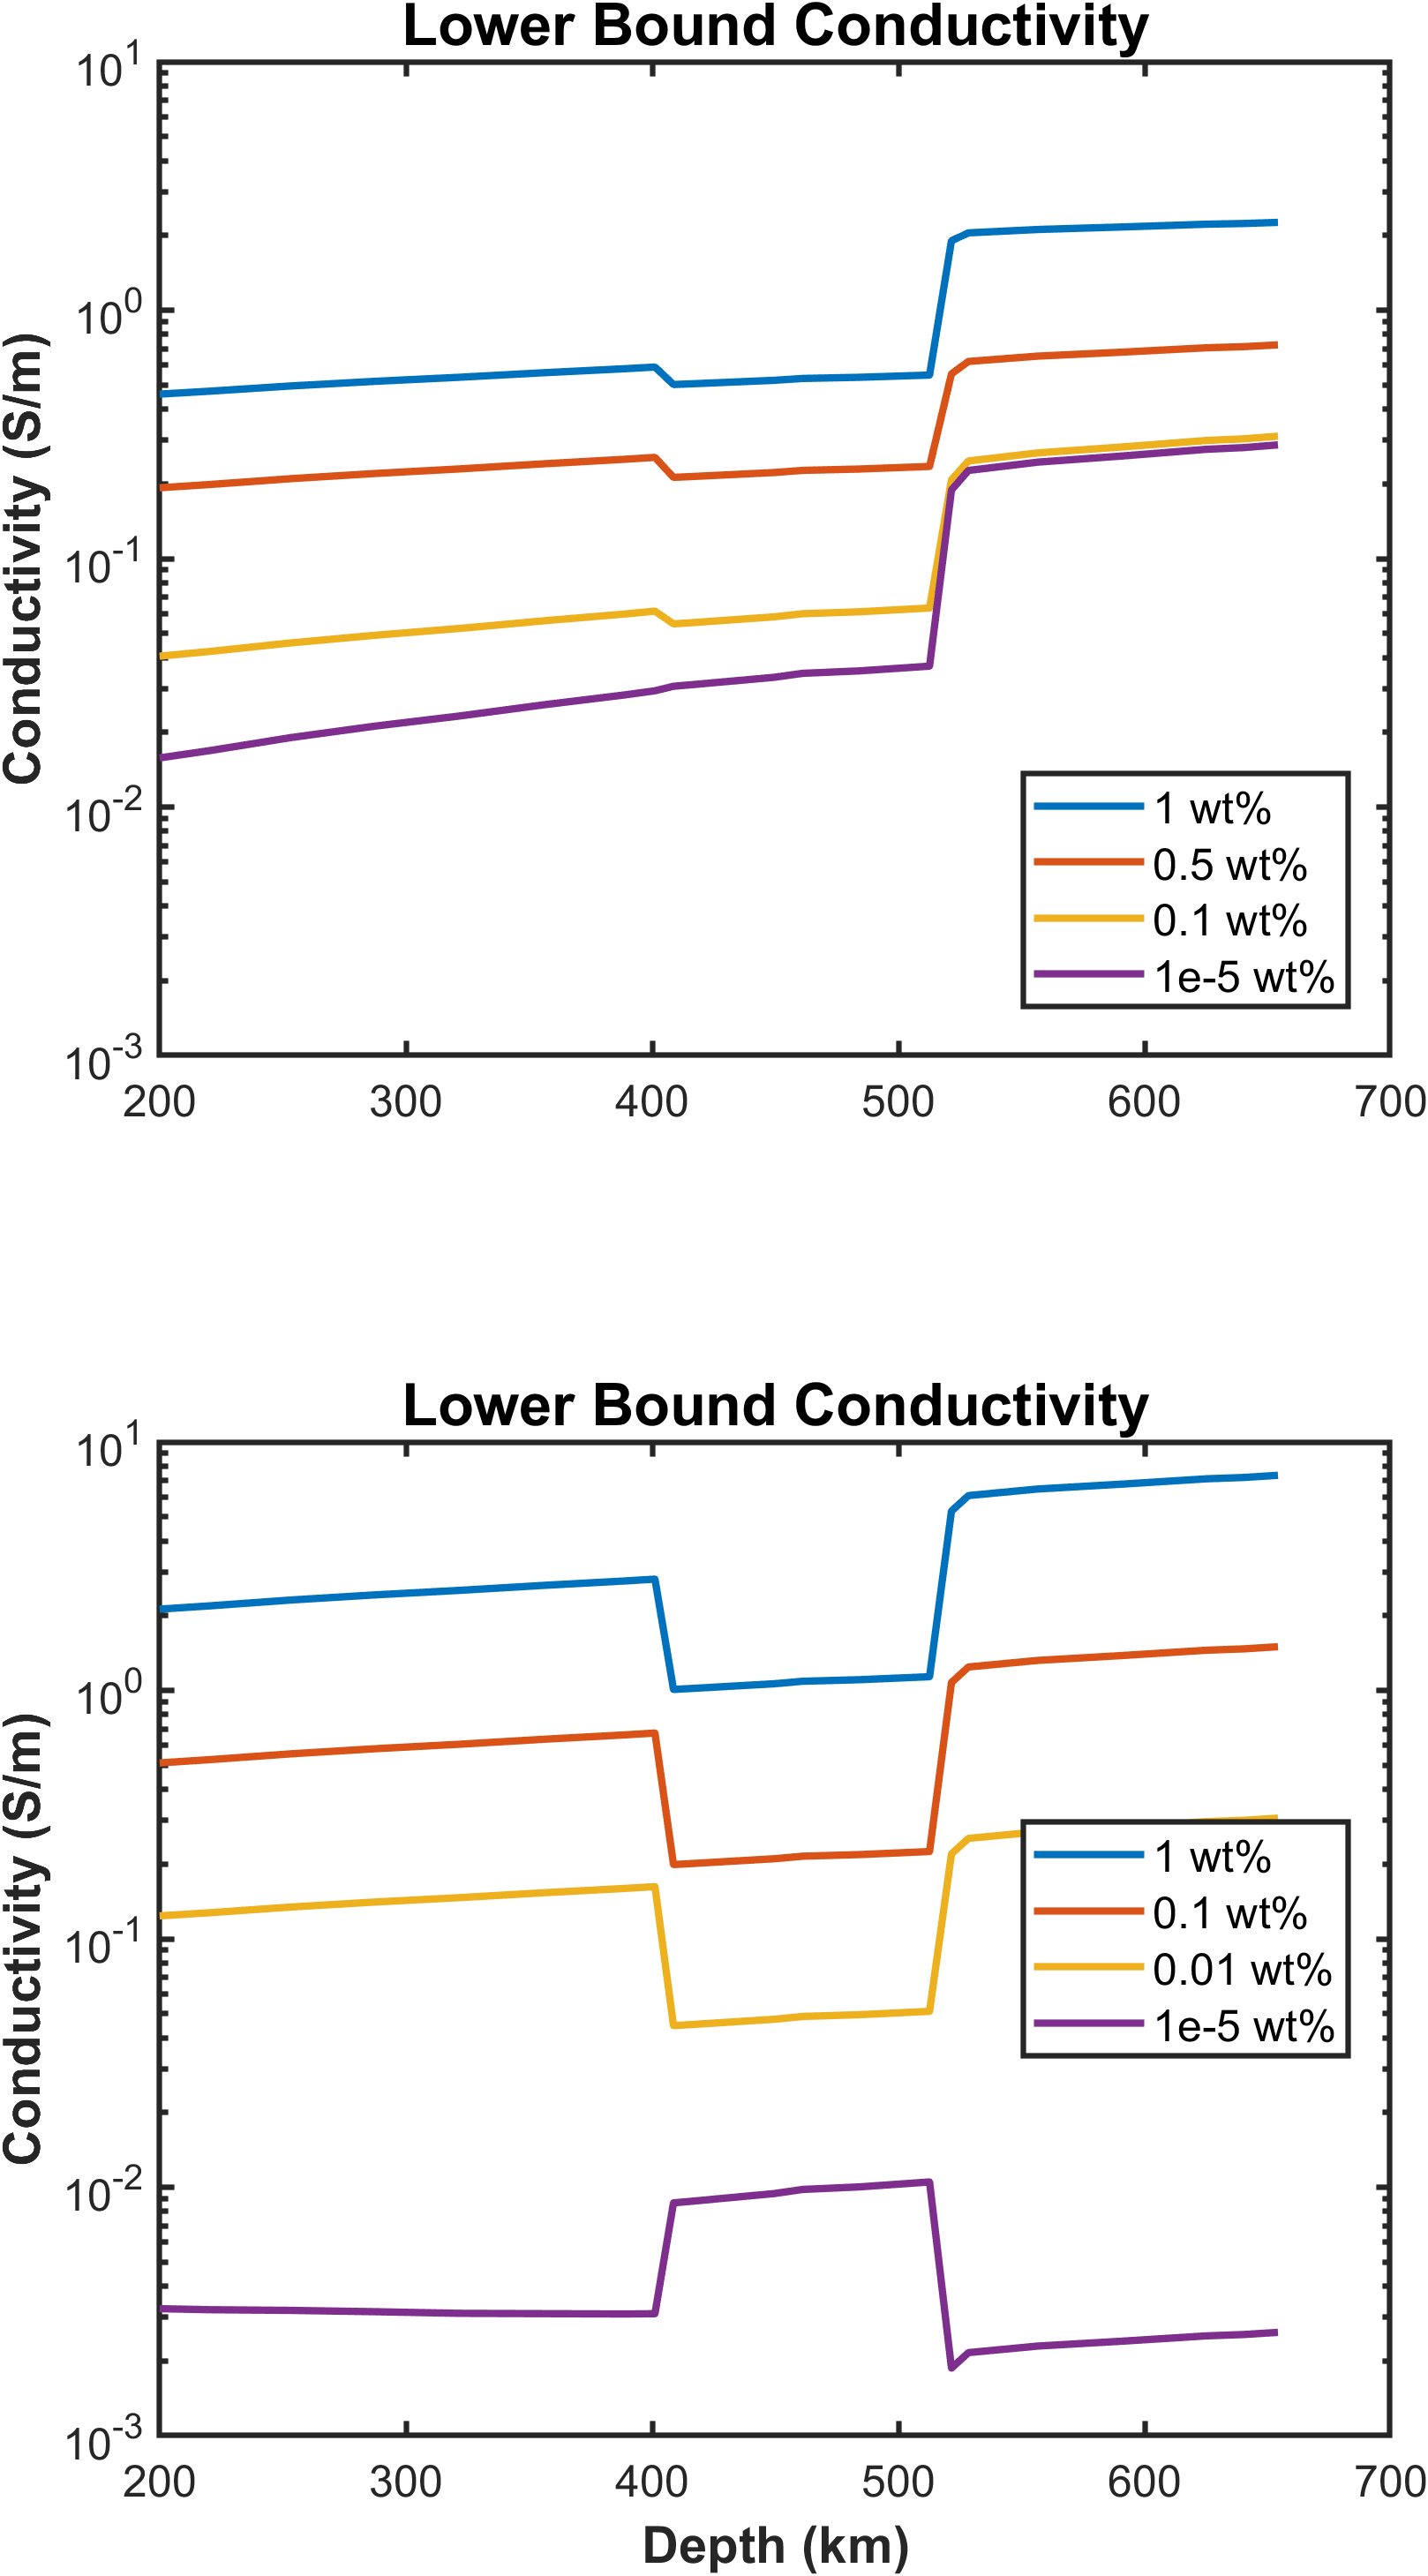 Lower Bound Conductivity
Conductivity (S/m)
10^1
10^0
10^-1
10^-2
10^-3
1 wt%
0.5 wt%
0.1 wt%
1e-5 wt%
200 300 400 500 600 700
Lower Bound Conductivity
Conductivity (S/m)
10^1
10^0
10^-1
10^-2
10^-3
1 wt%
0.1 wt%
0.01 wt%
1e-5 wt%
200 300 400 500 600 700
Depth (km)